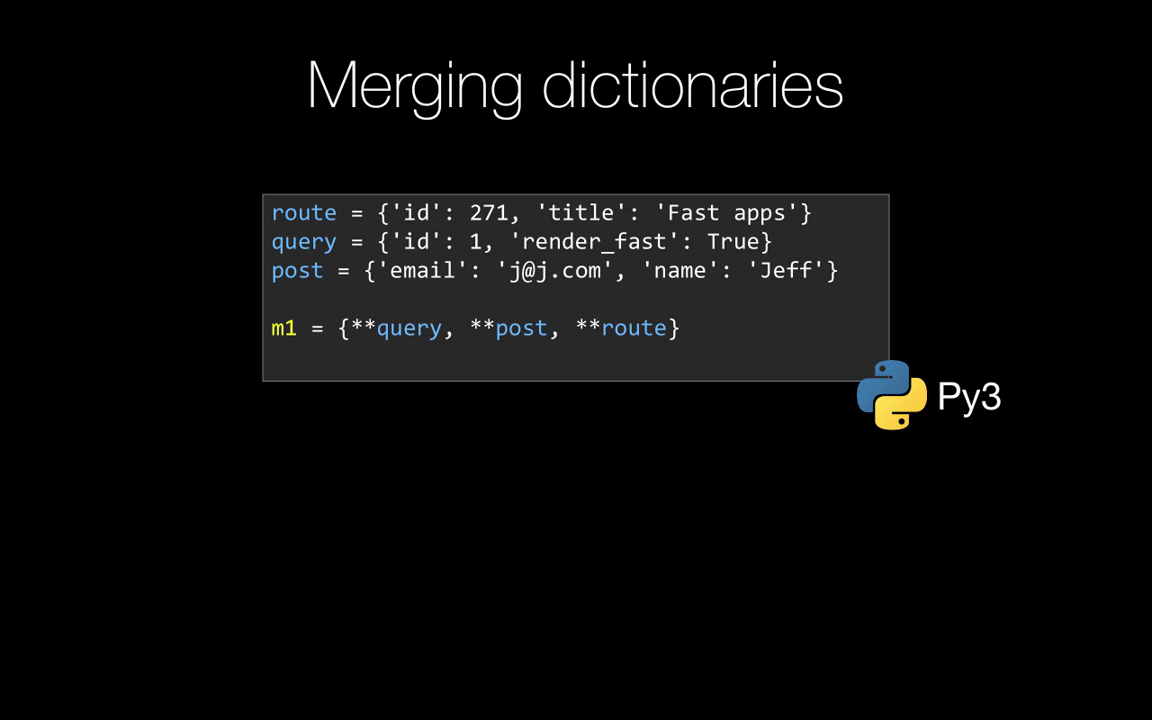 Merging dictionaries
route = {'id': 271, 'title': 'Fast apps'}
query = {'id': 1, 'render_fast': True}
post = {'email': 'j@j.com', 'name': 'Jeff'}
m1 = {**query, **post, **route}
Py3